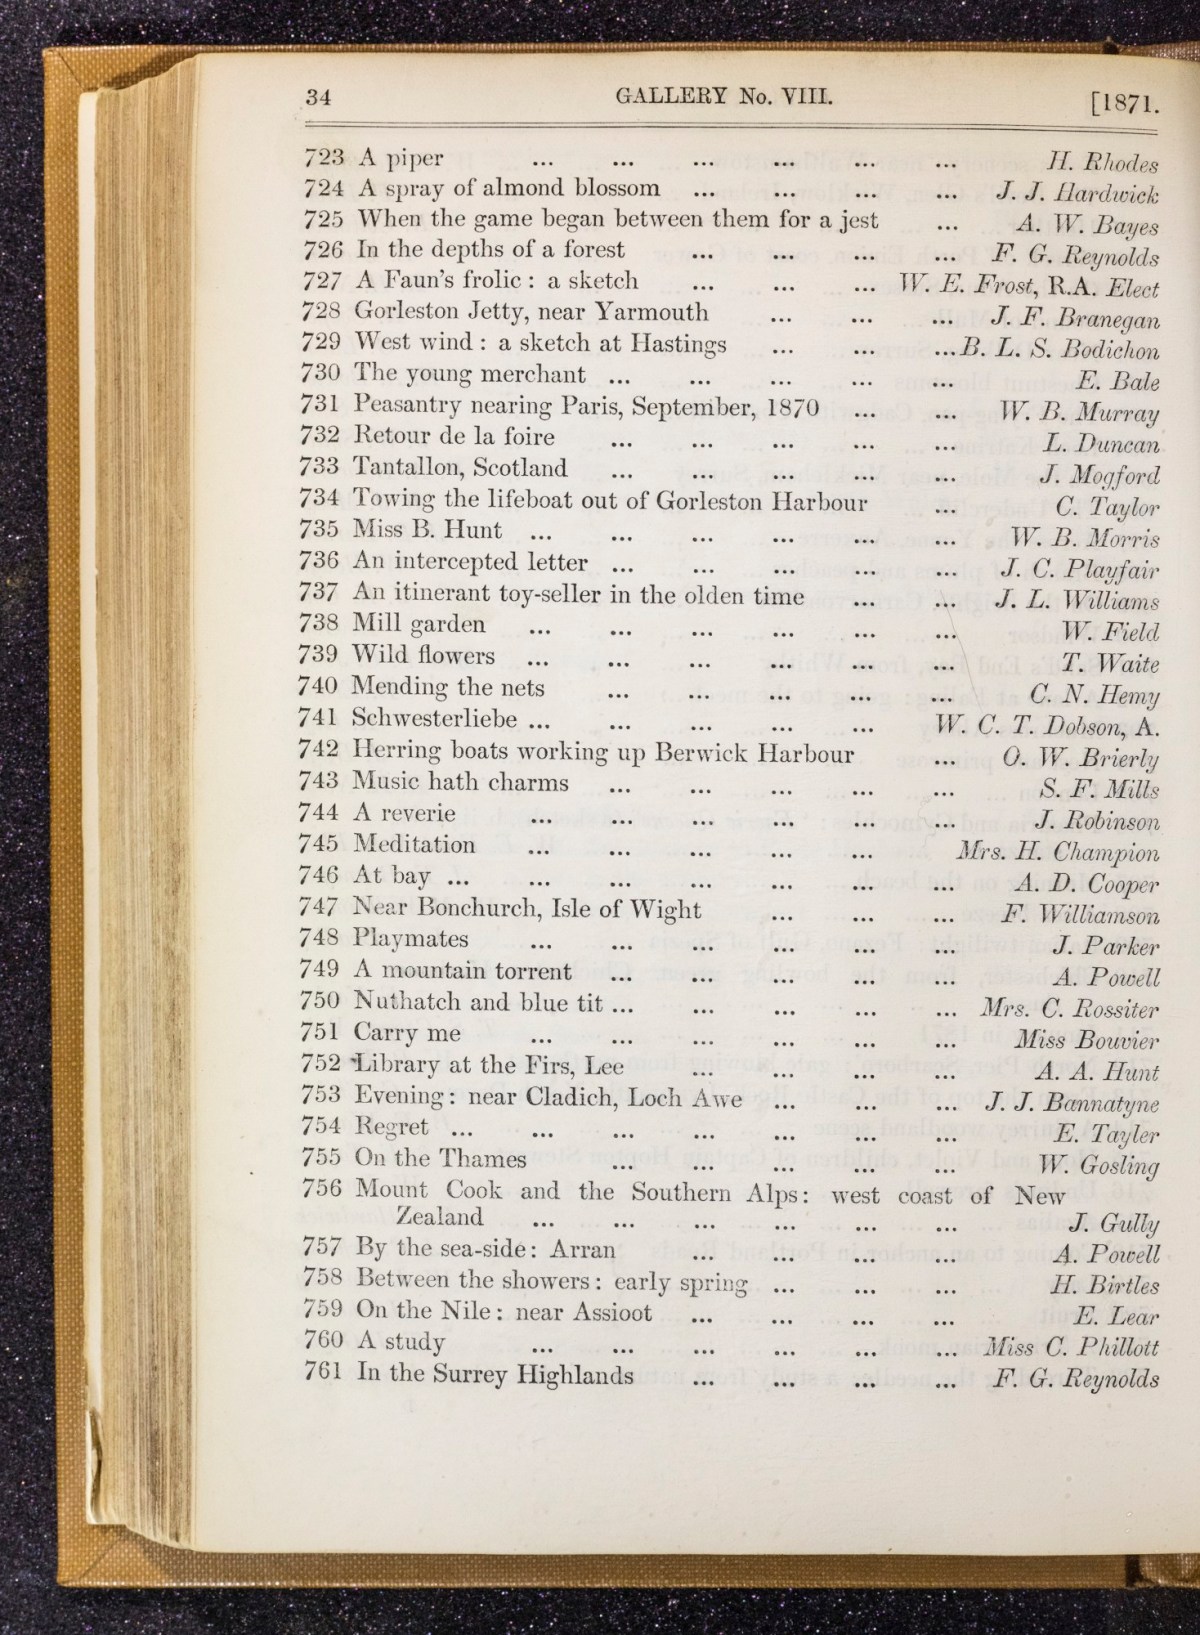 34 GALLERY No. VIII. [1871.
723 A piper ... ... ... ... ... ... H. Rhodes
724 A spray of almond blossom ... ... ... ... J. J. Hardwick
725 When the game began between them for a jest ... A. W. Bayes
726 In the depths of a forest ... ... ... ... F. G. Reynolds
727 A Faun's frolic : a sketch ... ... ... W. E. Frost, R.A. Elect
728 Gorleston Jetty, near Yarmouth ... ... ... J. F. Branegan
729 West wind : a sketch at Hastings ... ... ... B. L. S. Bodichon
730 The young merchant ... ... ... ... ... E. Bale
731 Peasantry nearing Paris, September, 1870 ... ... W. B. Murray
732 Retour de la foire ... ... ... ... ... L. Duncan
733 Tantallon, Scotland ... ... ... ... ... J. Mogford
734 Towing the lifeboat out of Gorleston Harbour ... C. Taylor
735 Miss B. Hunt ... ... ... ... ... ... W. B. Morris
736 An intercepted letter ... ... ... ... ... J. C. Playfair
737 An itinerant toy-seller in the olden time ... ... J. L. Williams
738 Mill garden ... ... ... ... ... ... W. Field
739 Wild flowers ... ... ... ... ... ... T. Waite
740 Mending the nets ... ... ... ... ... C. N. Hemy
741 Schwesterliebe ... ... ... ... ... W. C. T. Dobson, A.
742 Herring boats working up Berwick Harbour ... O. W. Brierly
743 Music hath charms ... ... ... ... ... S. F. Mills
744 A reverie ... ... ... ... ... ... J. Robinson
745 Meditation ... ... ... ... ... Mrs. H. Champion
746 At bay ... ... ... ... ... ... ... A. D. Cooper
747 Near Bonchurch, Isle of Wight ... ... ... F. Williamson
748 Playmates ... ... ... ... ... ... J. Parker
749 A mountain torrent ... ... ... ... ... A. Powell
750 Nuthatch and blue tit ... ... ... ... ... Mrs. C. Rossiter
751 Carry me ... ... ... ... ... ... Miss Bouvier
752 Library at the Firs, Lee ... ... ... ... A. A. Hunt
753 Evening : near Cladich, Loch Awe ... ... ... J. J. Bannatyne
754 Regret ... ... ... ... ... ... ... E. Tayler
755 On the Thames ... ... ... ... ... W. Gosling
756 Mount Cook and the Southern Alps : west coast of New
Zealand ... ... ... ... ... ... J. Gully
757 By the sea-side : Arran ... ... ... ... A. Powell
758 Between the showers : early spring ... ... ... H. Birtles
759 On the Nile : near Assioot ... ... ... ... E. Lear
760 A study ... ... ... ... ... ... Miss C. Phillott
761 In the Surrey Highlands ... ... ... ... F. G. Reynolds